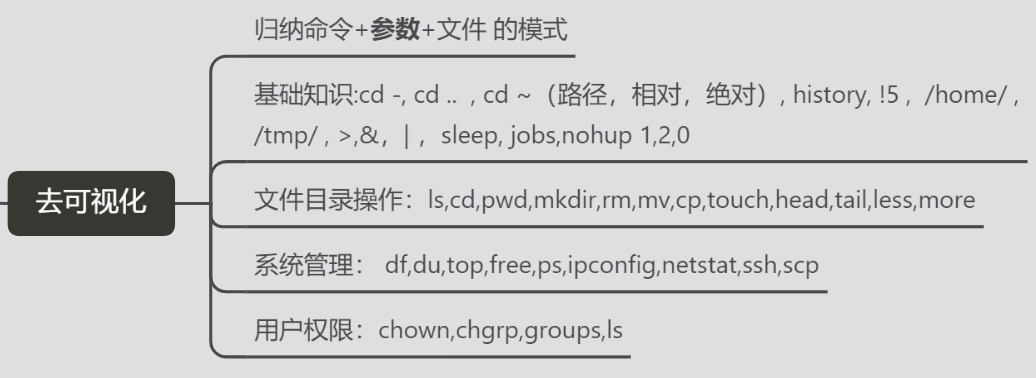 归纳命令+参数+文件 的模式
基础知识:cd -, cd .. , cd ~（路径，相对，绝对）, history, !5 , /home/ ,
/tmp/ , >,&, | , sleep, jobs,nohup 1,2,0
去可视化
文件目录操作：ls,cd,pwd,mkdir,rm,mv,cp,touch,head,tail,less,more
系统管理： df,du,top,free,ps,ipconfig,netstat,ssh,scp
用户权限：chown,chgrp,groups,ls